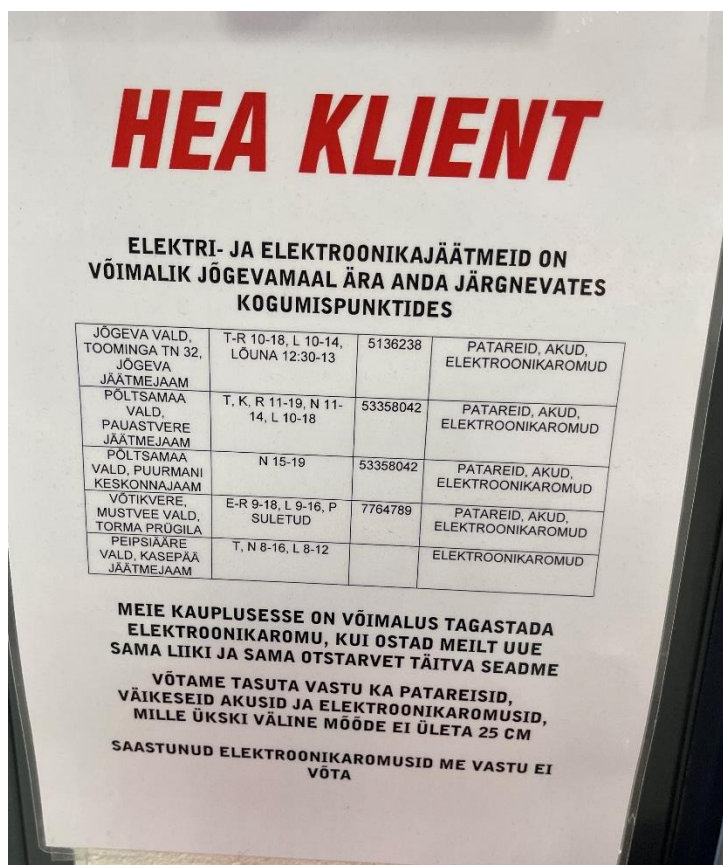 HEA KLIENT
ELEKTRI- JA ELEKTROONIKAJÄÄTMEID ON
VÕIMALIK JÕGEVAMAAL ÄRA ANDA JÄRGNEVATES
KOGUMISPUNKTIDES
JÕGEVA VALD,
TOOMINGA TN 32,
JÕGEVA
JÄÄTMEJAAM
T-R 10-18, L 10-14,
LÕUNA 12:30-13
5136238
PATAREID, AKUD,
ELEKTROONIKAROMUD
PÕLTSAMAA
VALD,
PAUASTVERE
JÄÄTMEJAAM
T, K, R 11-19, N 11-
14, L 10-18
53358042
PATAREID, AKUD,
ELEKTROONIKAROMUD
PÕLTSAMAA
VALD, PUURMANI
KESKONNAJAAM
N 15-19
53358042
PATAREID, AKUD,
ELEKTROONIKAROMUD
VÕTIKVERE,
MUSTVEE VALD,
TORMA PRÜGILA
E-R 9-18, L 9-16, P
SULETUD
7764789
PATAREID, AKUD,
ELEKTROONIKAROMUD
PEIPSIÄÄRE
VALD, KASEPÄÄ
JÄÄTMEJAAM
T, N 8-16, L 8-12
ELEKTROONIKAROMUD
MEIE KAUPLUSESSE ON VÕIMALUS TAGASTADA
ELEKTROONIKAROMU, KUI OSTAD MEILT UUE
SAMA LIIKI JA SAMA OTSTARVET TÄITVA SEADME
VÕTAME TASUTA VASTU KA PATAREISID,
VÄIKESEID AKUSID JA ELEKTROONIKAROMUSID,
MILLE ÜKSKI VÄLINE MÕÕDE EI ÜLETA 25 CM
SAASTUNUD ELEKTROONIKAROMUSID ME VASTU EI
VÕTA